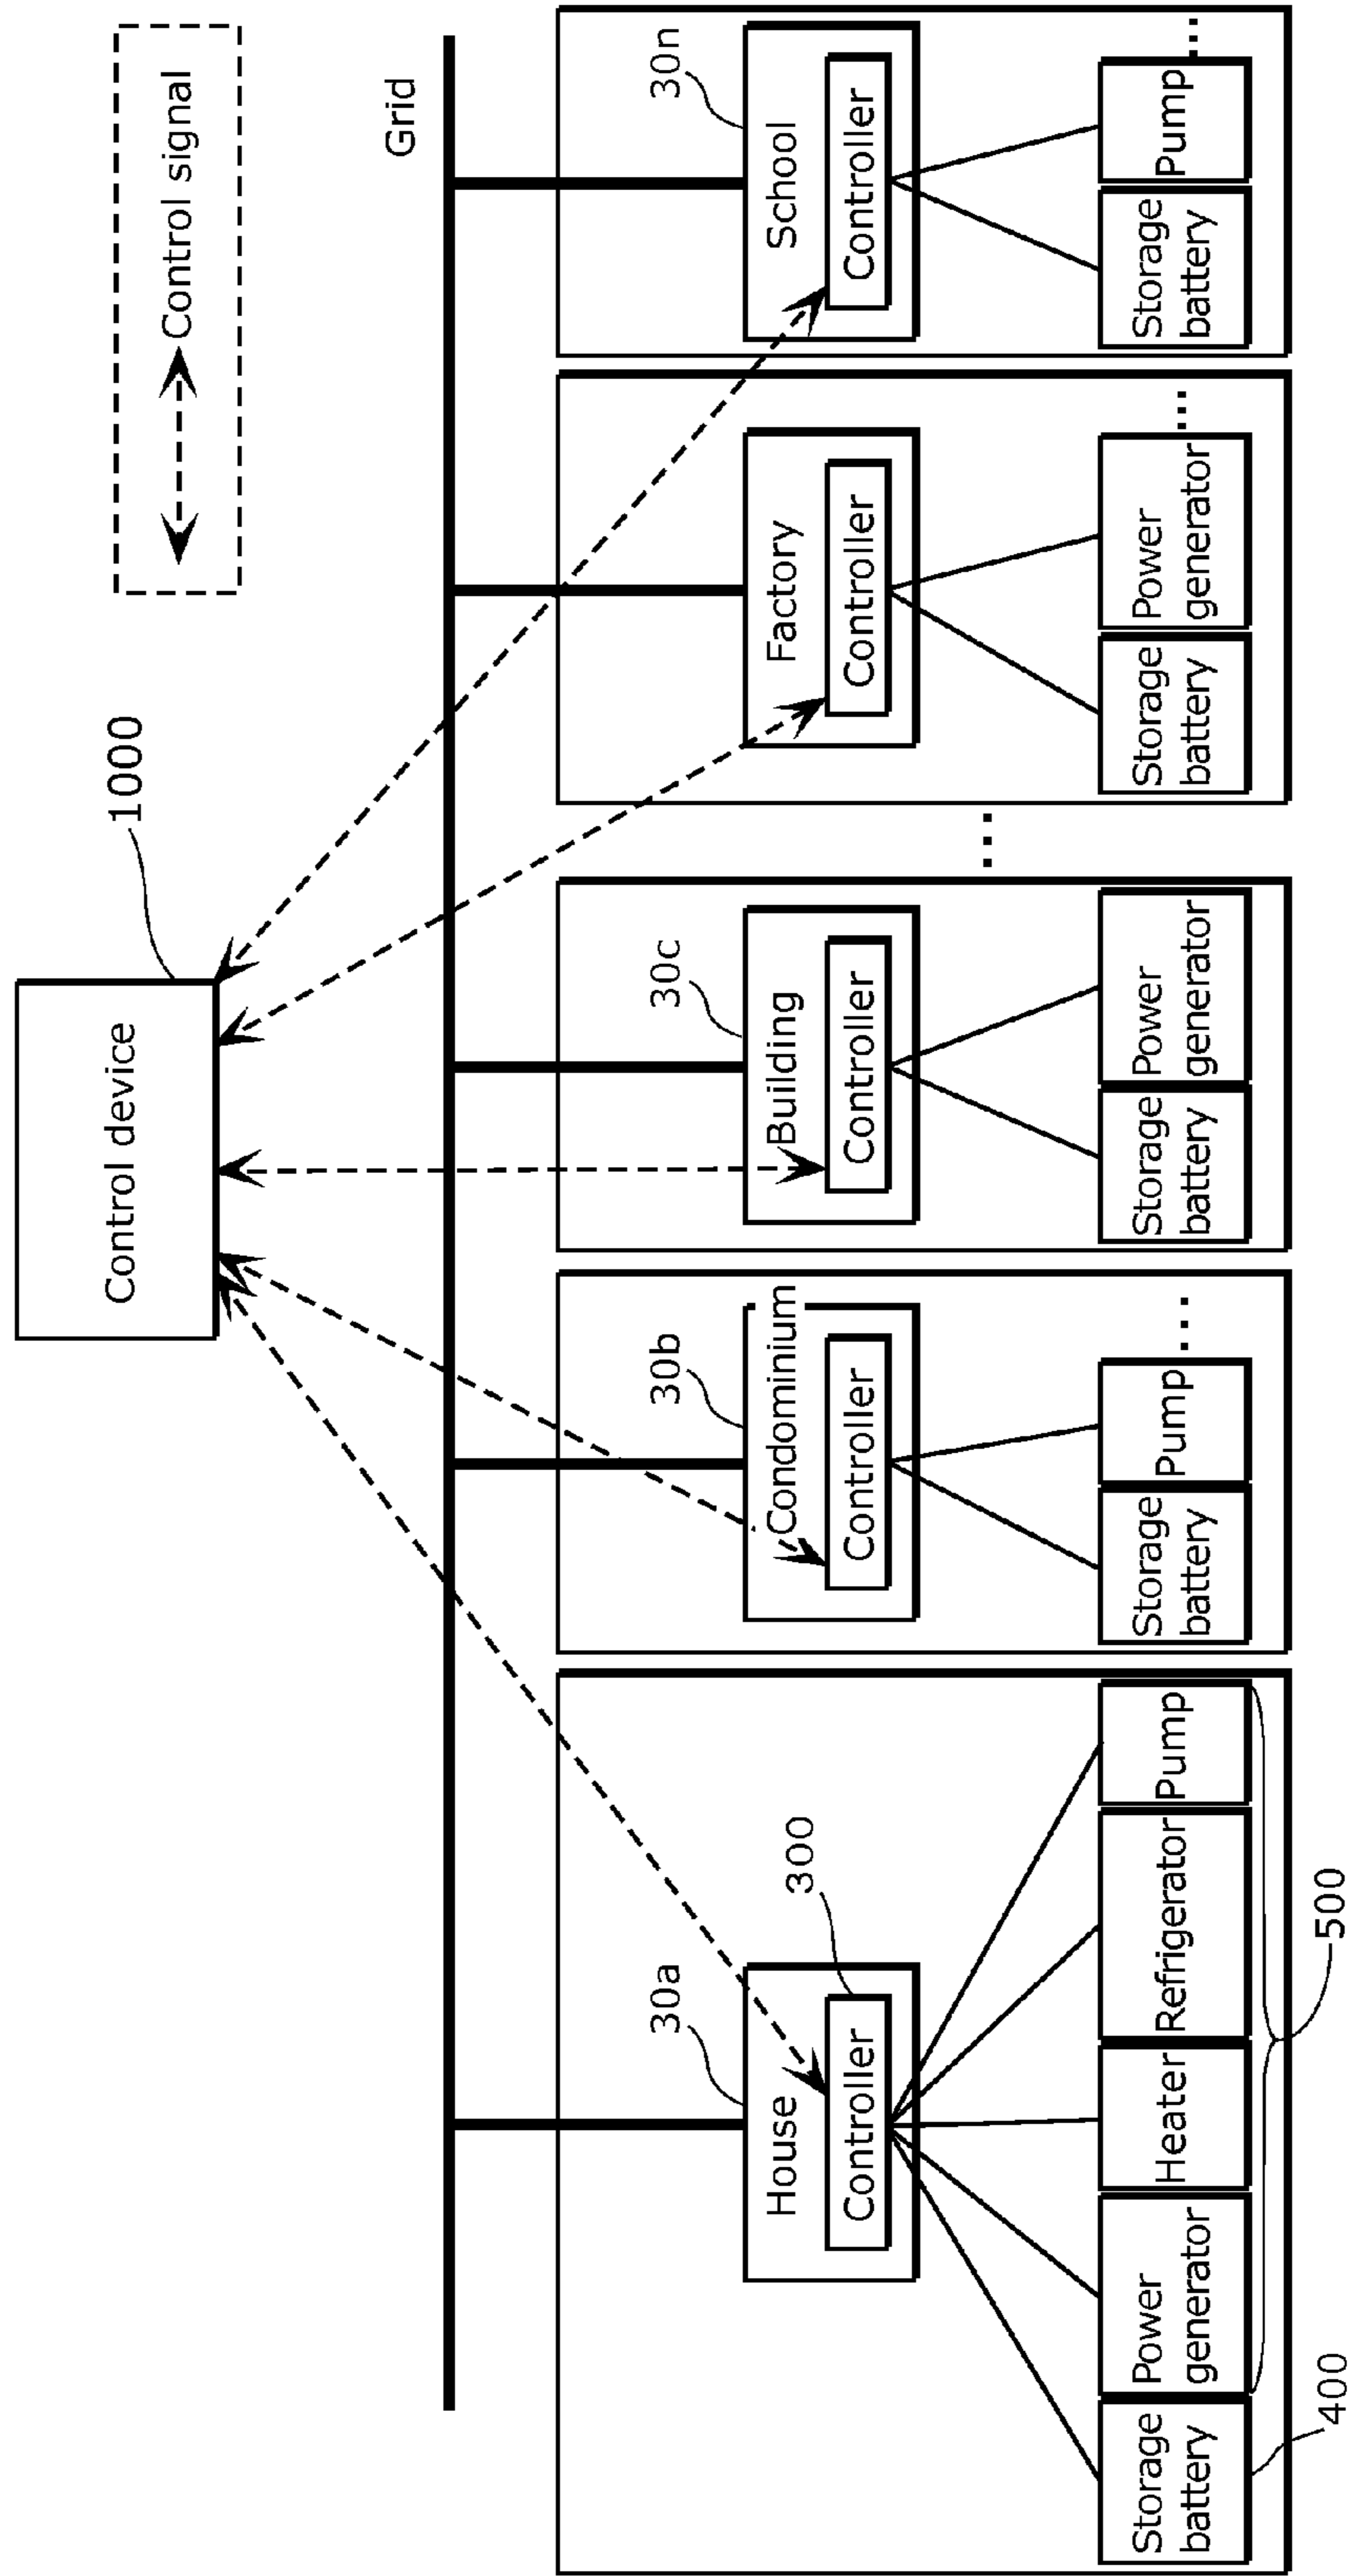 Control signal
Control device
1000
Grid
30a
30b
30c
30n
House
Condominium
Building
Factory
School
Controller
300
Controller
Controller
...
Controller
Controller
Storage
battery
Power
generator
Heater
Refrigerator
Pump
Storage
battery
Pump
...
Storage
battery
Power
generator
Storage
battery
Power
generator
...
Storage
battery
Pump
...
400
500